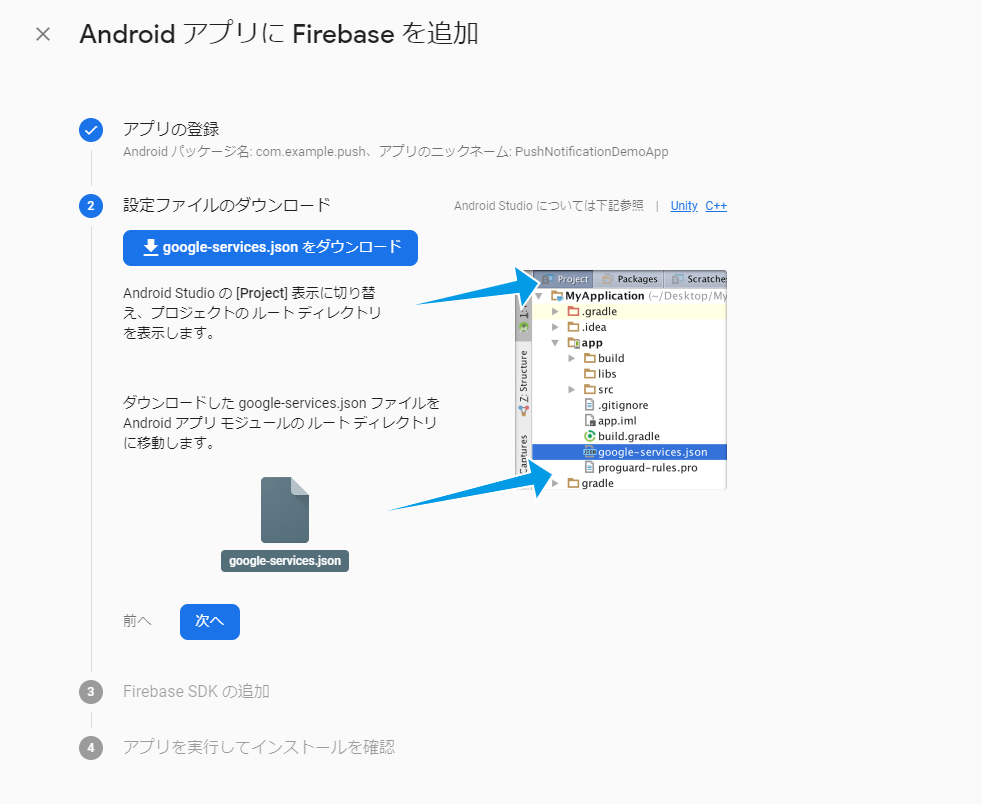 Android アプリに Firebase を追加
アプリの登録
Android パッケージ名: com.example.push、アプリのニックネーム: PushNotificationDemoApp
2
設定ファイルのダウンロード
Android Studio については下記参照 | Unity C++
google-services.json をダウンロード
Android Studio の [Project] 表示に切り替
え、プロジェクトの ルート ディレクトリ
を表示します。
ダウンロードした google-services.json ファイルを
Android アプリ モジュールの ルート ディレクトリ
に移動します。
google-services.json
Project Packages Scratche
MyApplication (~/Desktop/My
.gradle
.idea
app
build
libs
src
.gitignore
app.iml
build.gradle
google-services.json
proguard-rules.pro
gradle
Z: Structure
Captures
前へ
次へ
3
Firebase SDK の追加
4
アプリを実行してインストールを確認